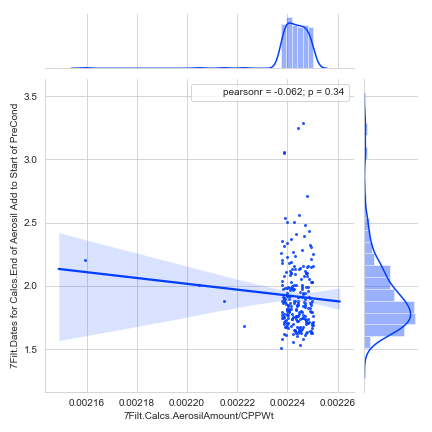 pearsonr = -0.062; p = 0.34
3.5
3.0
2.5
2.0
1.5
7Filt.Dates for Calcs.End of Aerosil Add to Start of PreCond
0.00216 0.00218 0.00220 0.00222 0.00224 0.00226
7Filt.Calcs.AerosilAmount/CPPWt